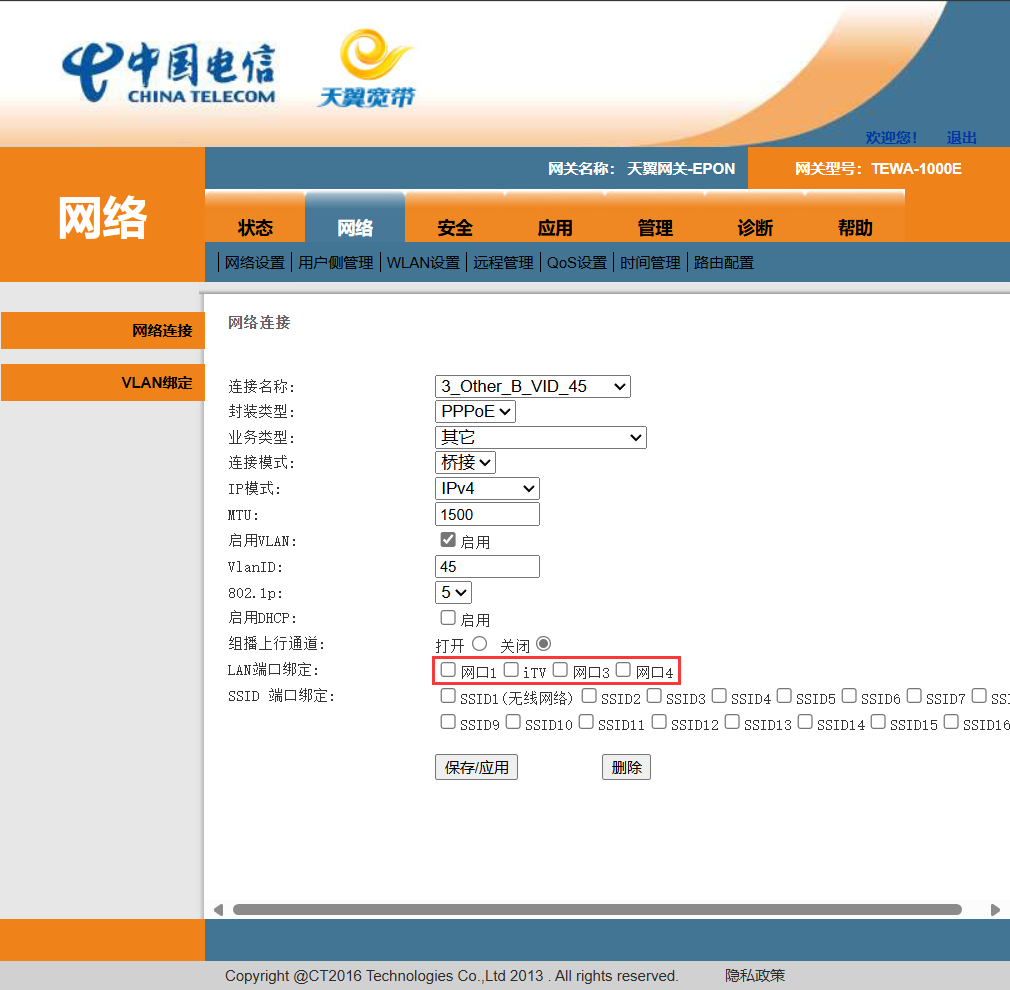 中国电信
CHINA TELECOM
天翼宽带
欢迎您! 退出
网络
网关名称： 天翼网关-EPON 网关型号：TEWA-1000E
状态 网络 安全 应用 管理 诊断 帮助
网络设置 用户侧管理 WLAN设置 远程管理 QoS设置 时间管理 路由配置
网络连接
VLAN绑定
网络连接
连接名称: 3_Other_B_VID_45
封装类型: PPPoE
业务类型: 其它
连接模式: 桥接
IP模式: IPv4
MTU: 1500
启用VLAN: 启用
VlanID: 45
802.1p: 5
启用DHCP: 启用
组播上行通道: 打开 关闭
LAN端口绑定: 网口1 iTV 网口3 网口4
SSID 端口绑定: SSID1(无线网络) SSID2 SSID3 SSID4 SSID5 SSID6 SSID7
SSID9 SSID10 SSID11 SSID12 SSID13 SSID14 SSID15 SSID16
保存/应用 删除
Copyright @CT2016 Technologies Co.,Ltd 2013 . All rights reserved. 隐私政策